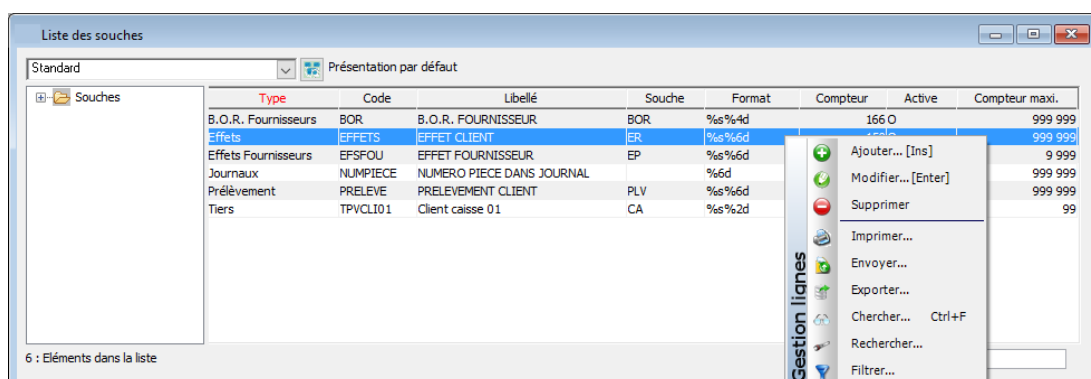 Liste des souches
Standard Présentation par défaut
Souches
Type Code Libellé Souche Format Compteur Active Compteur maxi.
B.O.R. Fournisseurs BOR B.O.R. FOURNISSEUR BOR %s%4d 166 O 999 999
Effets EFFETS EFFET CLIENT ER %s%6d 999 999
Effets Fournisseurs EFSFOU EFFET FOURNISSEUR EP %s%6d 9 999
Journaux NUMPIECE NUMERO PIECE DANS JOURNAL %6d 999 999
Prélèvement PRELEVE PRELEVEMENT CLIENT PLV %s%6d 999 999
Tiers TPVCLI01 Client caisse 01 CA %s%2d 99
Gestion lignes
Ajouter... [Ins]
Modifier... [Enter]
Supprimer
Imprimer...
Envoyer...
Exporter...
Chercher... Ctrl+F
Rechercher...
Filtrer...
6 : Eléments dans la liste